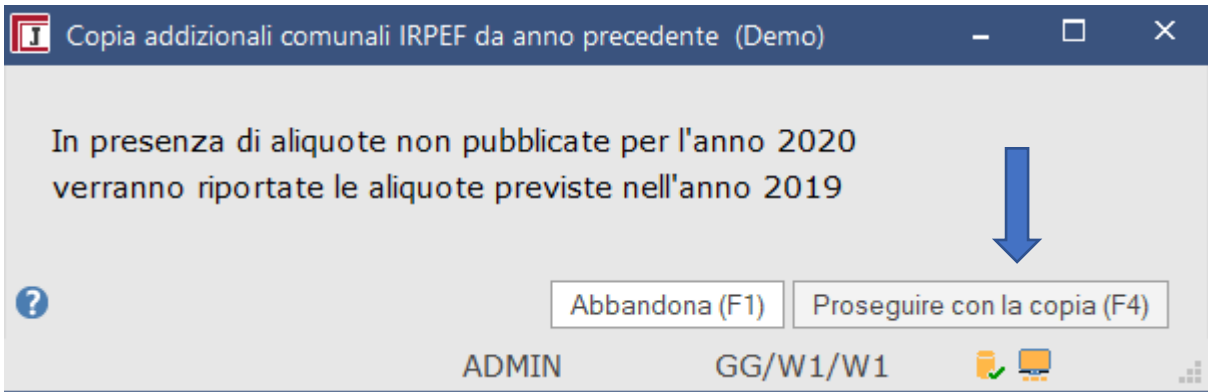 J Copia addizionali comunali IRPEF da anno precedente (Demo)
In presenza di aliquote non pubblicate per l'anno 2020
verranno riportate le aliquote previste nell'anno 2019
? Abbandona (F1) Proseguire con la copia (F4)
ADMIN GG/W1/W1